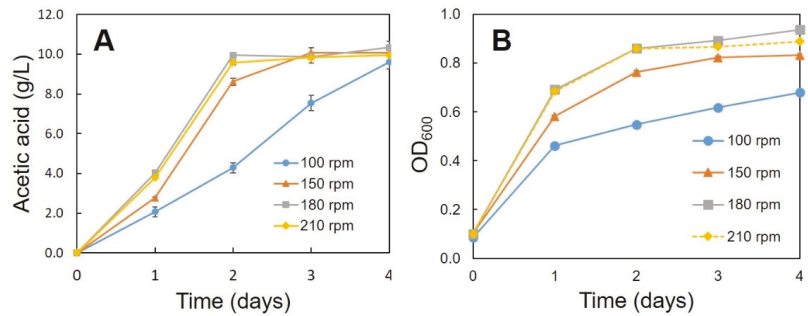 A
Acetic acid (g/L)
12.0
10.0
8.0
6.0
4.0
2.0
0.0
0 1 2 3 4
Time (days)
100 rpm
150 rpm
180 rpm
210 rpm
B
OD600
1.0
0.8
0.6
0.4
0.2
0.0
0 1 2 3 4
Time (days)
100 rpm
150 rpm
180 rpm
210 rpm